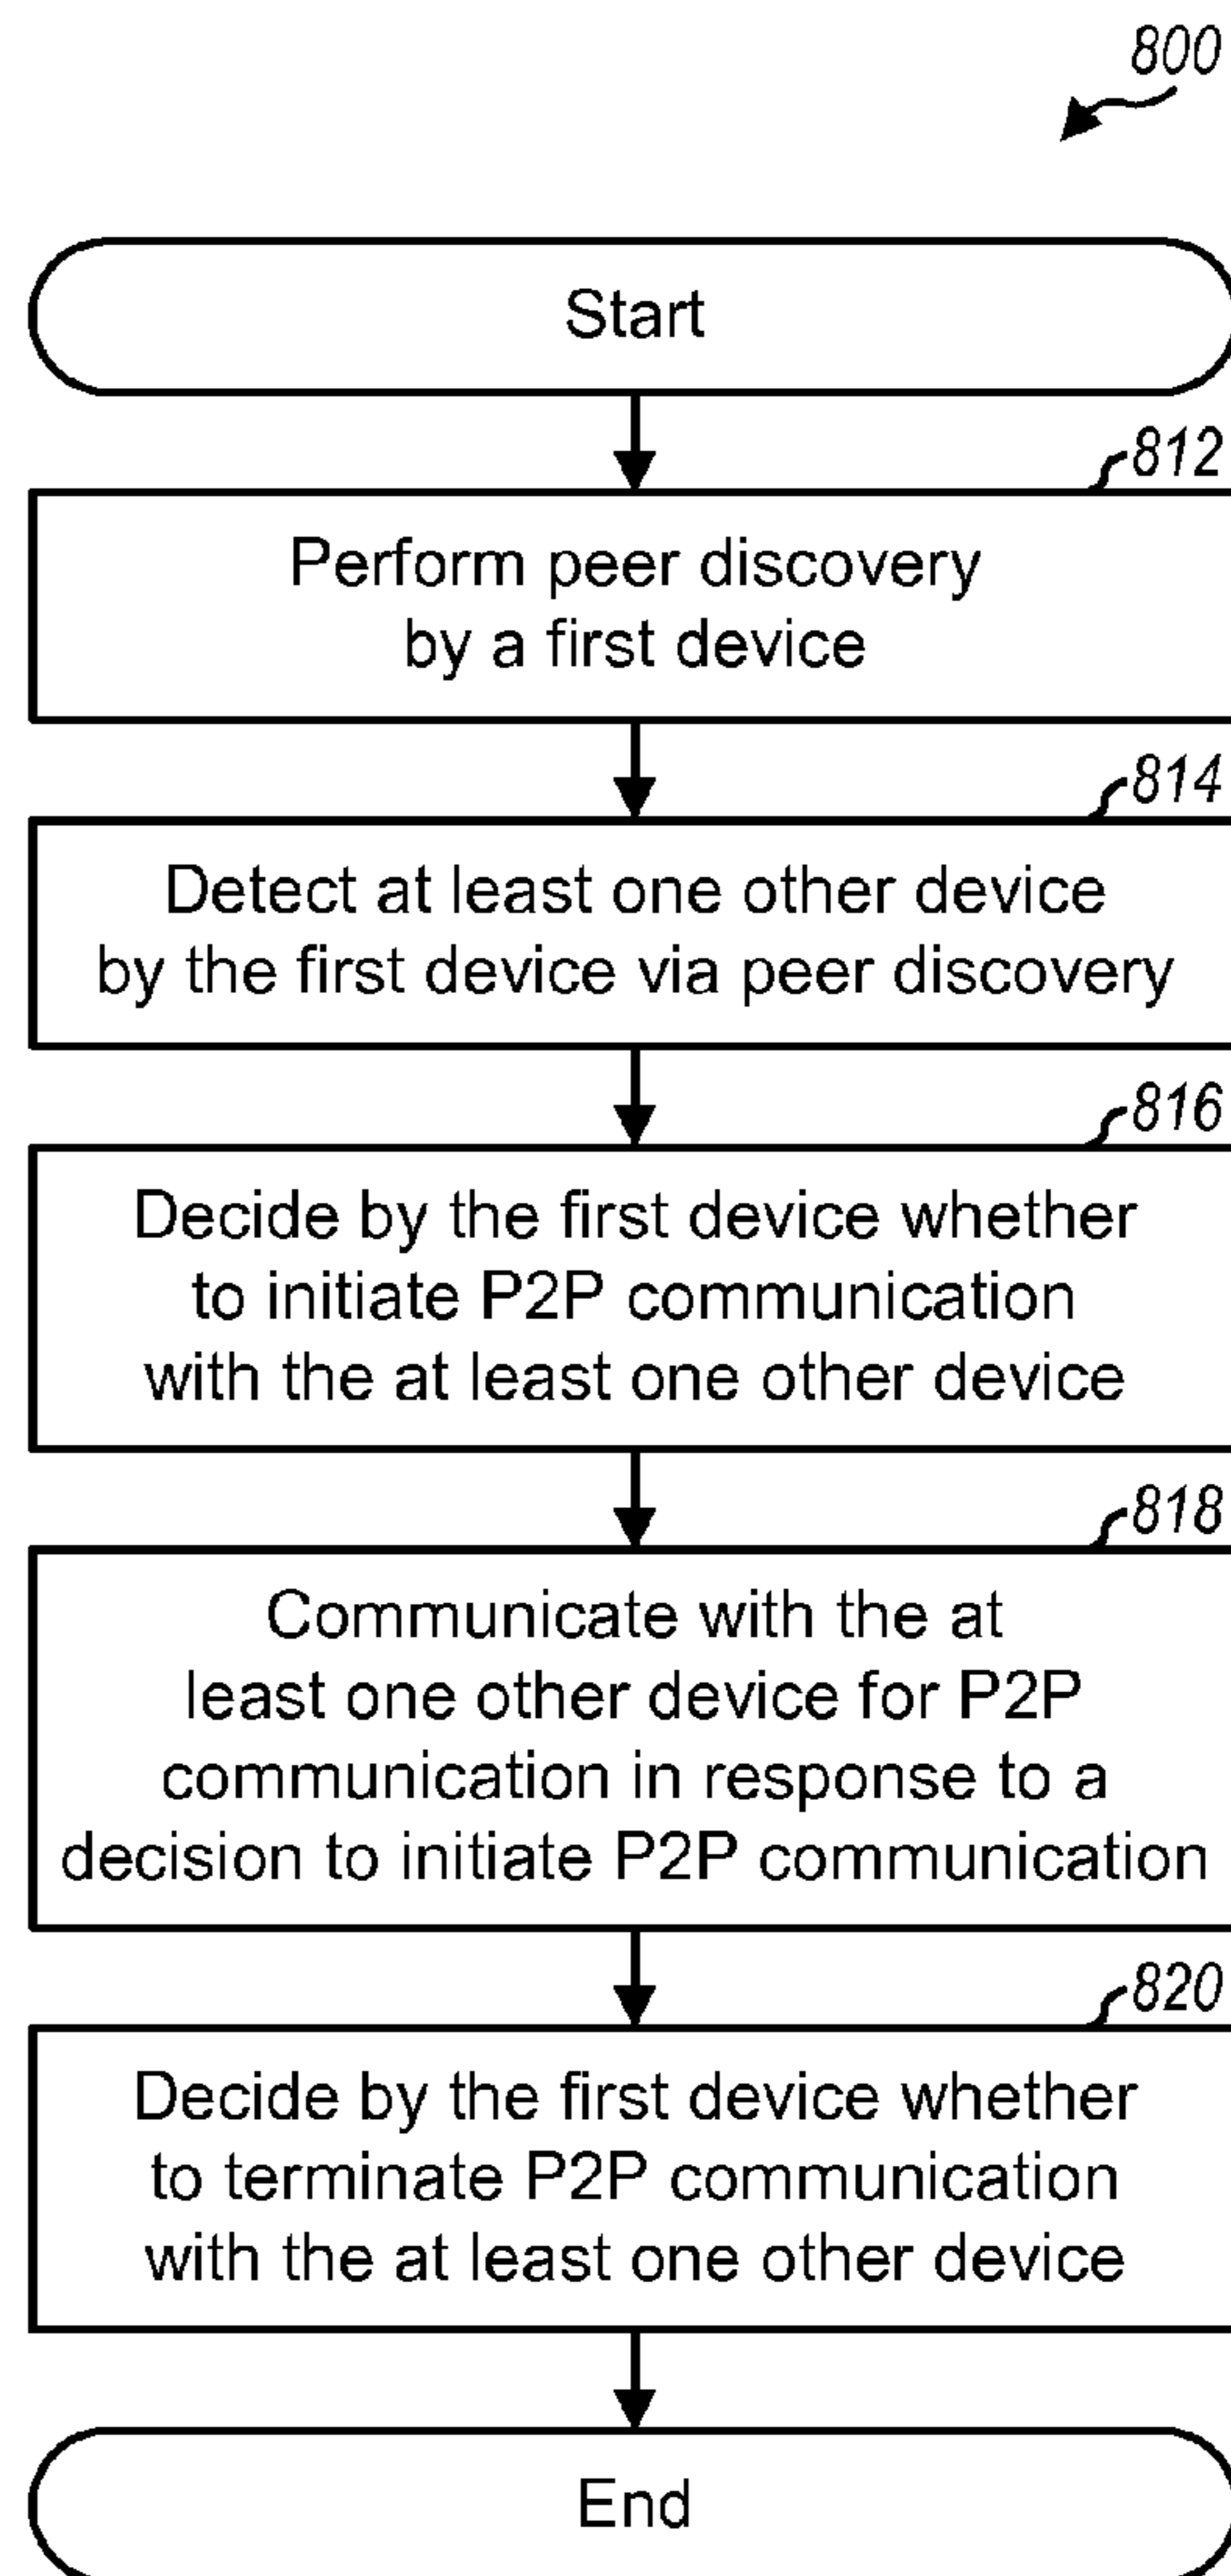 800
Start
812
Perform peer discovery
by a first device
814
Detect at least one other device
by the first device via peer discovery
816
Decide by the first device whether
to initiate P2P communication
with the at least one other device
818
Communicate with the at
least one other device for P2P
communication in response to a
decision to initiate P2P communication
820
Decide by the first device whether
to terminate P2P communication
with the at least one other device
End